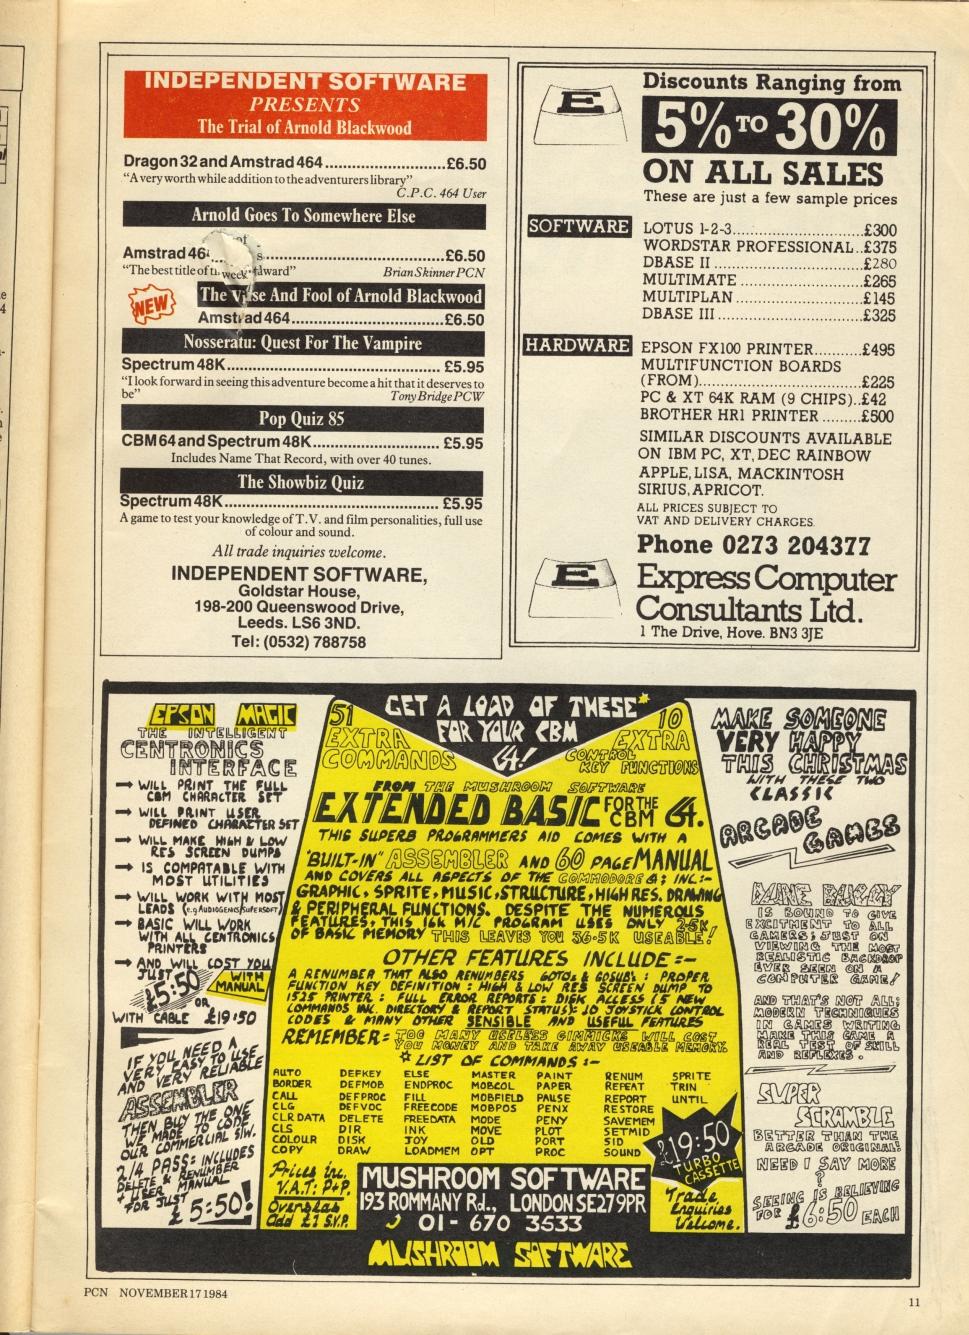 INDEPENDENT SOFTWARE
PRESENTS
The Trial of Arnold Blackwood
Dragon 32 and Amstrad 464..............................£6.50
"A very worth while addition to the adventurers library"
C.P.C. 464 User
Arnold Goes To Somewhere Else
Amstrad 464 ..............................£6.50
"The best title of the week award" Brian Skinner PCN
NEW
The Wise And Fool of Arnold Blackwood
Amstrad 464..............................£6.50
Nosseratu: Quest For The Vampire
Spectrum 48K..............................£5.95
"I look forward in seeing this adventure become a hit that it deserves to
be" Tony Bridge PCW
Pop Quiz 85
CBM 64 and Spectrum 48K..............................£5.95
Includes Name That Record, with over 40 tunes.
The Showbiz Quiz
Spectrum 48K..............................£5.95
A game to test your knowledge of T.V. and film personalities, full use
of colour and sound.
All trade inquiries welcome.
INDEPENDENT SOFTWARE,
Goldstar House,
198-200 Queenswood Drive,
Leeds. LS6 3ND.
Tel: (0532) 788758
E
Discounts Ranging from
5% TO 30%
ON ALL SALES
These are just a few sample prices
SOFTWARE
LOTUS 1-2-3..............................£300
WORDSTAR PROFESSIONAL..£375
DBASE II..............................£280
MULTIMATE..............................£265
MULTIPLAN..............................£145
DBASE III..............................£325
HARDWARE
EPSON FX100 PRINTER..........£495
MULTIFUNCTION BOARDS
(FROM)..............................£225
PC & XT 64K RAM (9 CHIPS)..£42
BROTHER HR1 PRINTER........£500
SIMILAR DISCOUNTS AVAILABLE
ON IBM PC, XT, DEC RAINBOW
APPLE, LISA, MACKINTOSH
SIRIUS, APRICOT.
ALL PRICES SUBJECT TO
VAT AND DELIVERY CHARGES.
Phone 0273 204377
E
Express Computer
Consultants Ltd.
1 The Drive, Hove. BN3 3JE
EPSON MAGIC
THE INTELLIGENT
CENTRONICS
INTERFACE
→ WILL PRINT THE FULL
CBM CHARACTER SET
→ WILL PRINT USER
DEFINED CHARACTER SET
→ WILL MAKE HIGH & LOW
RES SCREEN DUMPS
→ IS COMPATABLE WITH
MOST UTILITIES
→ WILL WORK WITH MOST
LEADS (e.g AUDIOGENIC/SUPERSOFT)
→ BASIC WILL WORK
WITH ALL CENTRONICS
PRINTERS
→ AND WILL COST YOU
JUST
£5:50
WITH
MANUAL
OR
WITH CABLE £19:50
IF YOU NEED A
VERY EASY TO USE
AND VERY RELIABLE
ASSEMBLER
THEN BUY THE ONE
WE MADE TO CODE
OUR COMMERCIAL S/W.
2/4 PASS: INCLUDES
DELETE & RENUMBER
+ USER MANUAL
FOR JUST
£5:50!
GET A LOAD OF THESE*
FOR YOUR CBM
64!
51
EXTRA
COMMANDS
10
EXTRA
CONTROL
KEY FUNCTIONS
FROM THE MUSHROOM SOFTWARE
EXTENDED BASIC FOR THE CBM 64.
THIS SUPERB PROGRAMMERS AID COMES WITH A
'BUILT-IN' ASSEMBLER AND 60 PAGE MANUAL
AND COVERS ALL ASPECTS OF THE COMMODORE 64; INC:-
GRAPHIC, SPRITE, MUSIC, STRUCTURE, HIGH RES. DRAWING
& PERIPHERAL FUNCTIONS. DESPITE THE NUMEROUS
FEATURES, THIS 16K M/C PROGRAM USES ONLY 2·5K
OF BASIC MEMORY THIS LEAVES YOU 36·5K USEABLE!
OTHER FEATURES INCLUDE:-
A RENUMBER THAT ALSO RENUMBERS GOTOs & GOSUB's : PROPER
FUNCTION KEY DEFINITION : HIGH & LOW RES SCREEN DUMP TO
1525 PRINTER : FULL ERROR REPORTS : DISK ACCESS (5 NEW
COMMANDS INC. DIRECTORY & REPORT STATUS): 10 JOYSTICK CONTROL
CODES & MANY OTHER SENSIBLE AND USEFUL FEATURES
REMEMBER:- TOO MANY USELESS GIMMICKS WILL COST
YOU MONEY AND TAKE AWAY USEABLE MEMORY.
* LIST OF COMMANDS :-
AUTO DEFKEY ELSE MASTER PAINT RENUM SPRITE
BORDER DEFMOB ENDPROC MOBCOL PAPER REPEAT TRIN
CALL DEFPROC FILL MOBFIELD PAUSE REPORT UNTIL
CLG DEFVOC FREECODE MOBPOS PENX RESTORE
CLR DATA DELETE FREEDATA MODE PENY SAVEMEM
CLS DIR INK MOVE PLOT SETMID
COLOUR DISK JOY OLD PORT SID
COPY DRAW LOADMEM OPT PROC SOUND
£19:50
TURBO
CASSETTE
Prices inc.
V.A.T: P+P.
Overseas
Add £1 S.V.P.
MUSHROOM SOFTWARE
193 ROMMANY Rd., LONDON SE27 9PR
01- 670 3533
Trade
Enquiries
Welcome.
MUSHROOM SOFTWARE
MAKE SOMEONE
VERY HAPPY
THIS CHRISTMAS
WITH THESE TWO
CLASSIC
ARCADE
GAMES
IS BOUND TO GIVE
EXCITMENT TO ALL
GAMERS; JUST ON
VIEWING THE MOST
REALISTIC BACKDROP
EVER SEEN ON A
COMPUTER GAME!
AND THAT'S NOT ALL;
MODERN TECHNIQUES
IN GAMES WRITING
MAKE THIS GAME A
REAL TEST OF SKILL
AND REFLEXES.
SUPER
SCRAMBLE
BETTER THAN THE
ARCADE ORIGINAL!
NEED I SAY MORE
?
SEEING IS BELIEVING
FOR £6:50 EACH
PCN NOVEMBER 17 1984
11